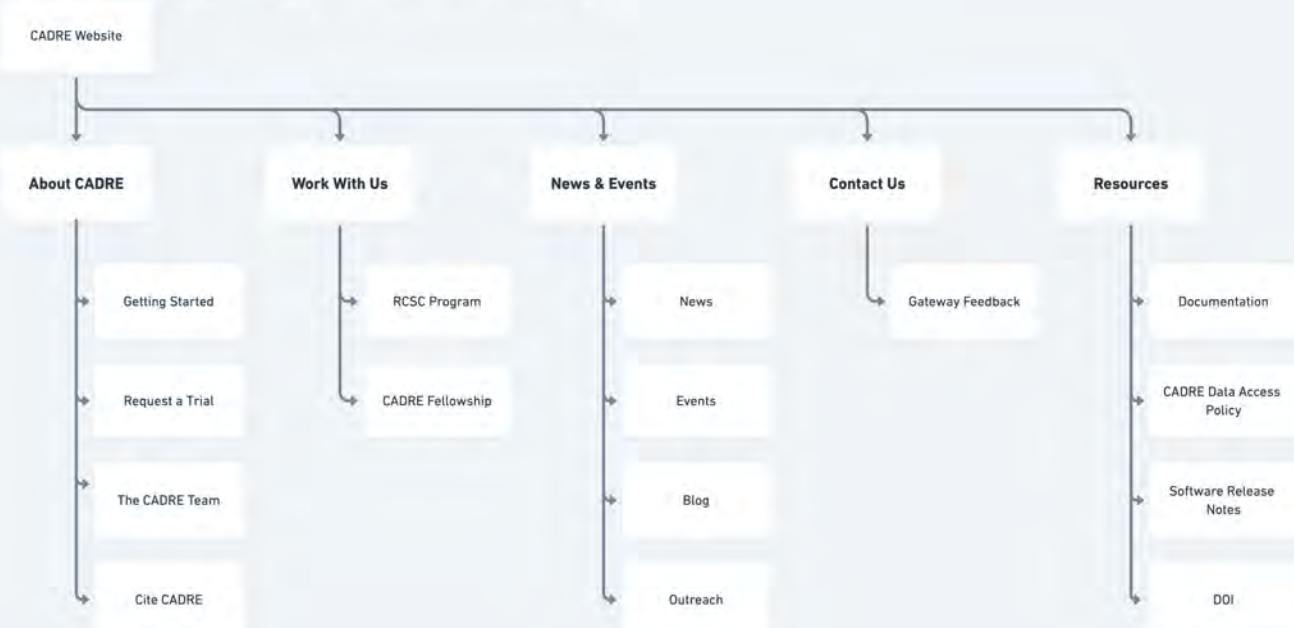 CADRE Website
About CADRE
Work With Us
News & Events
Contact Us
Resources
Getting Started
RCSC Program
News
Gateway Feedback
Documentation
Request a Trial
CADRE Fellowship
Events
CADRE Data Access
Policy
The CADRE Team
Blog
Software Release
Notes
Cite CADRE
Outreach
DOI